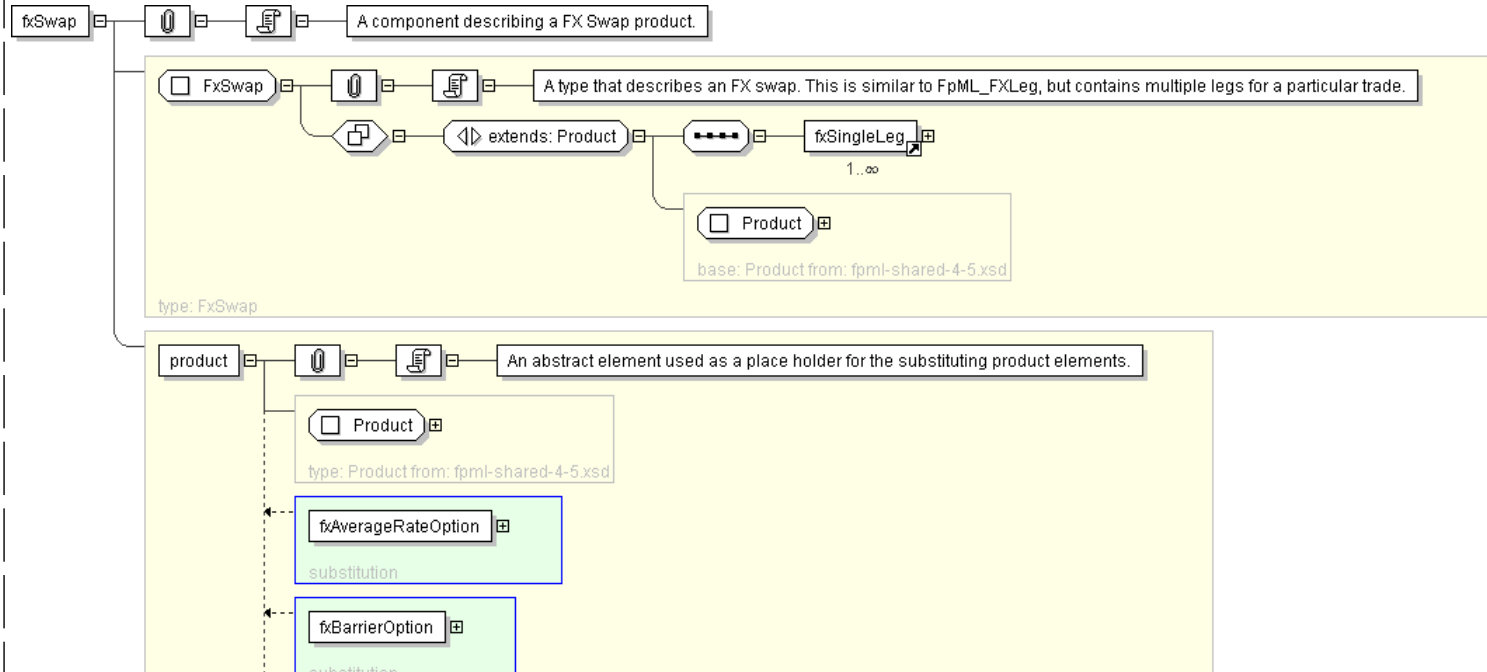 fxSwap
A component describing a FX Swap product.
FxSwap
A type that describes an FX swap. This is similar to FpML_FXLeg, but contains multiple legs for a particular trade.
extends: Product
fxSingleLeg
1..∞
Product
base: Product from: fpml-shared-4-5.xsd
type: FxSwap
product
An abstract element used as a place holder for the substituting product elements.
Product
type: Product from: fpml-shared-4-5.xsd
fxAverageRateOption
substitution
fxBarrierOption
substitution